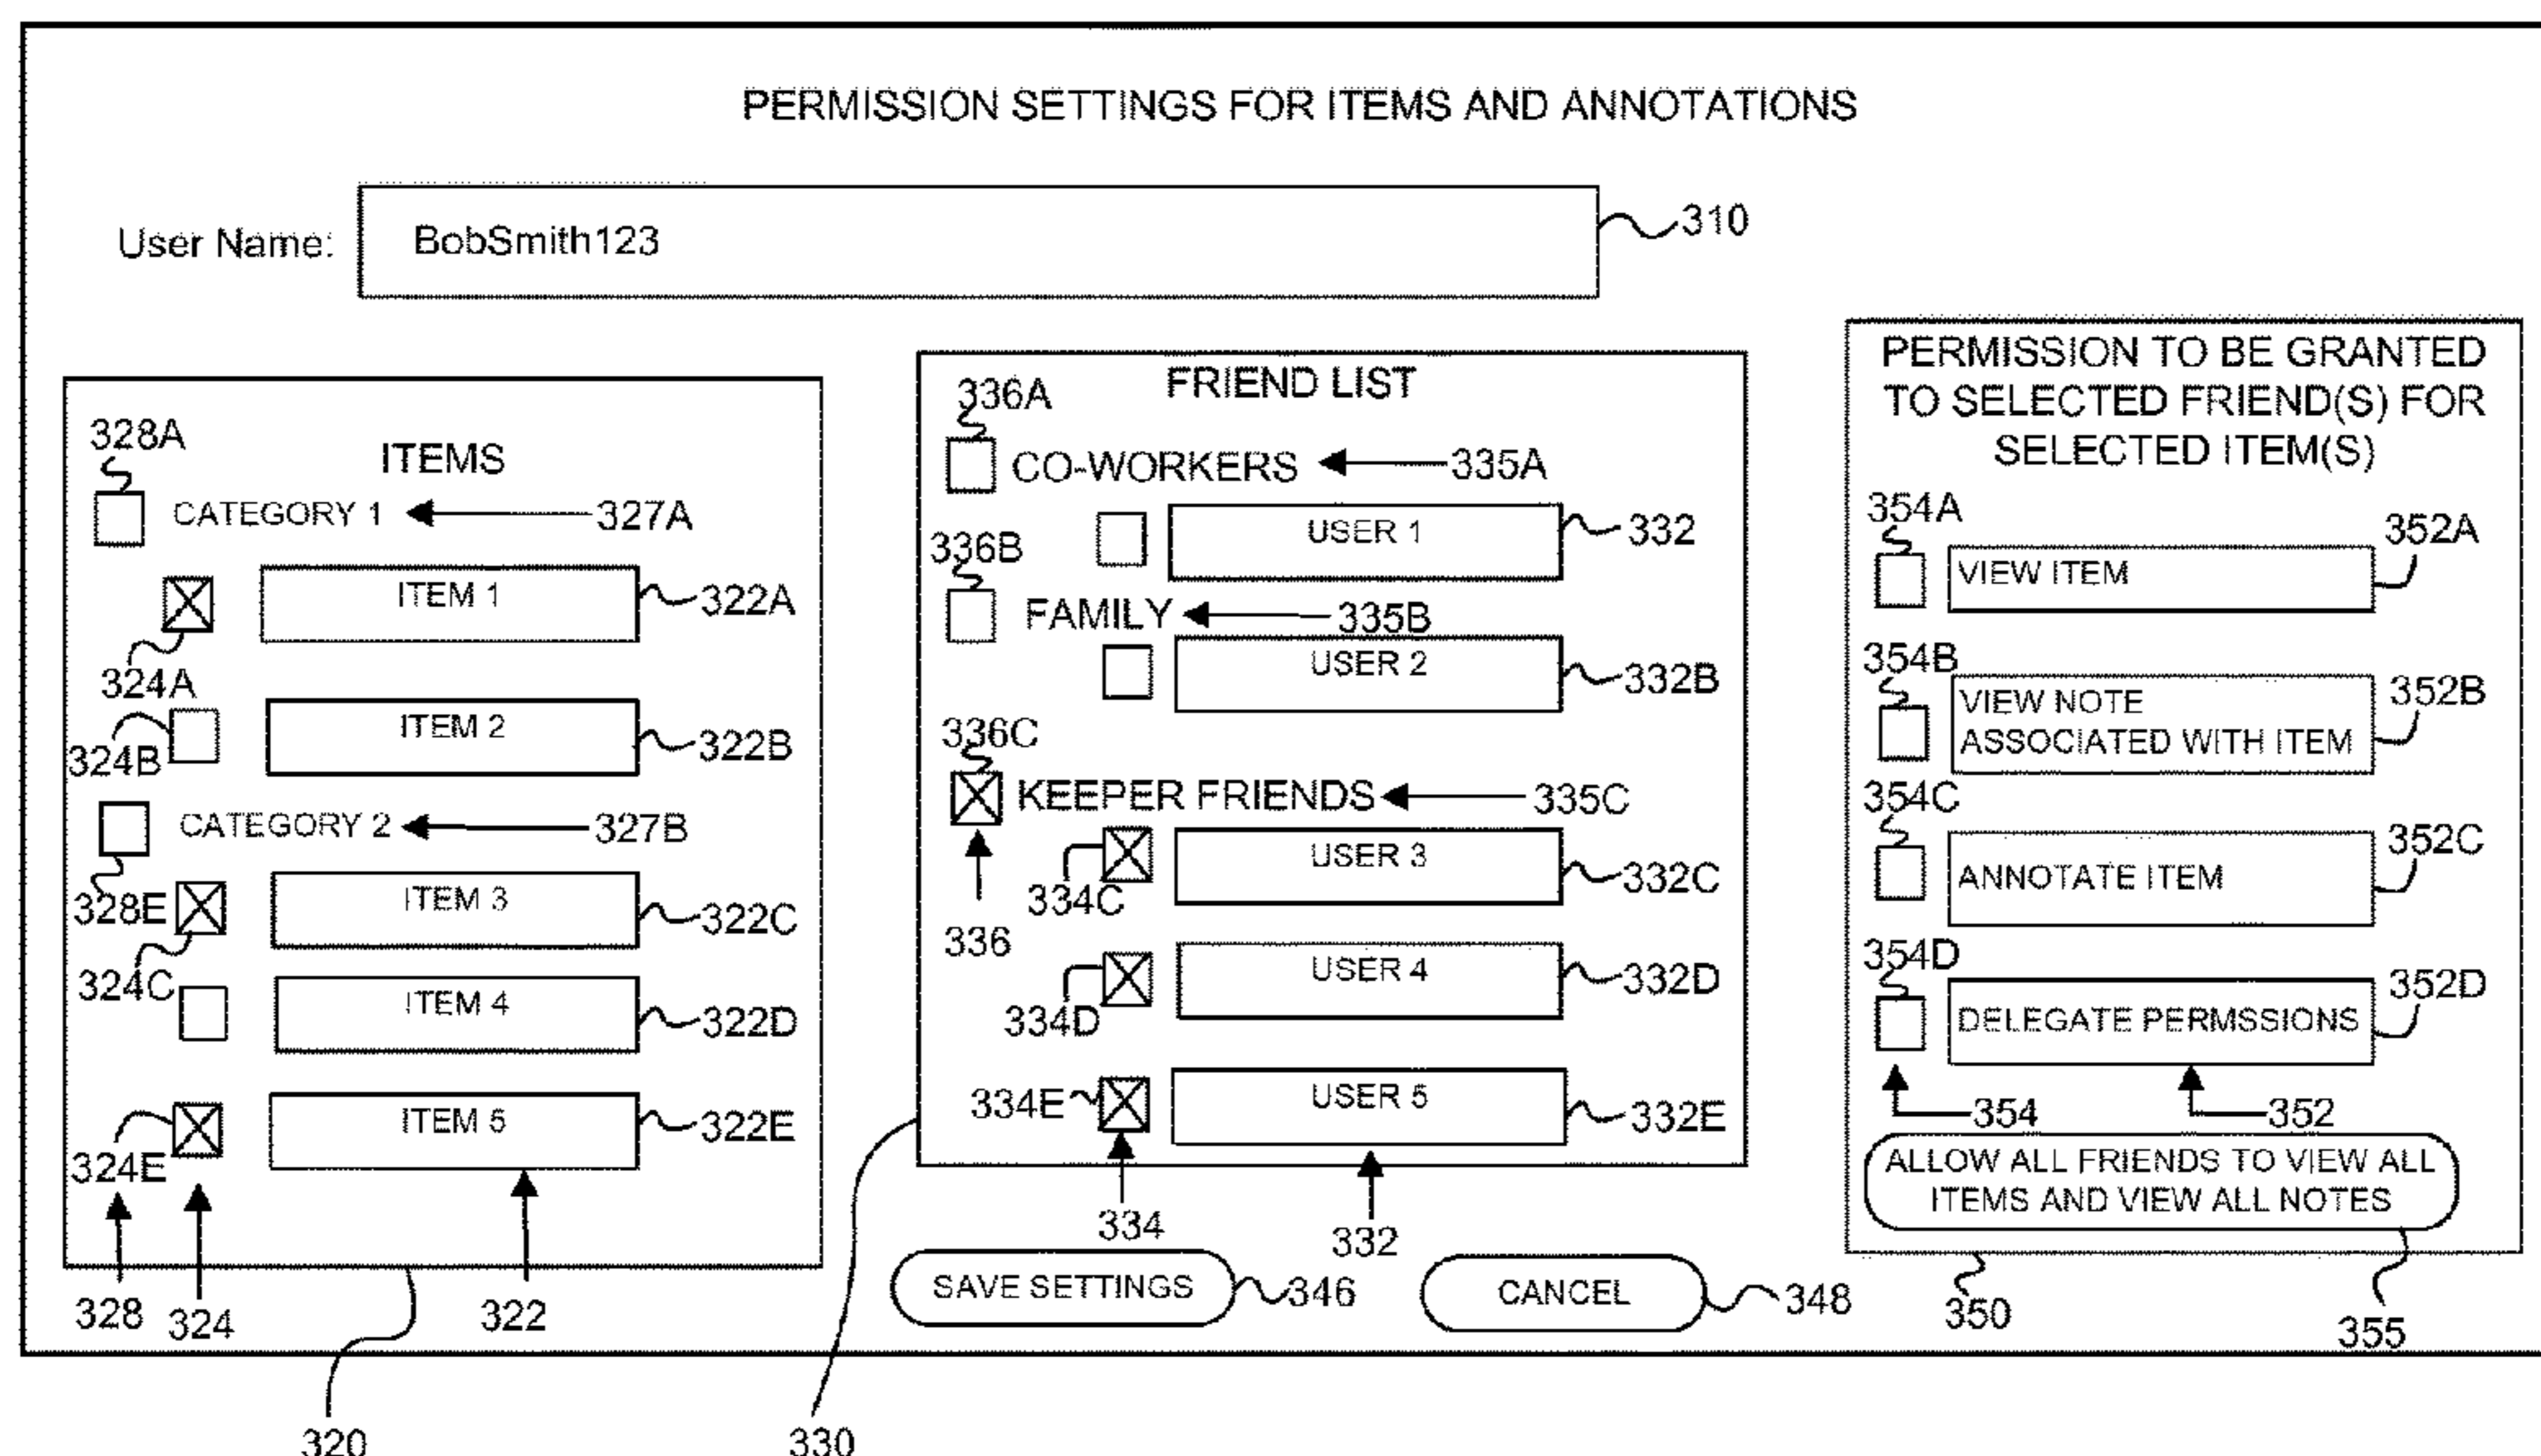 PERMISSION SETTINGS FOR ITEMS AND ANNOTATIONS
User Name: BobSmith123 310
328A ITEMS
CATEGORY 1 327A
ITEM 1 322A
324A
ITEM 2 322B
324B
CATEGORY 2 327B
328E ITEM 3 322C
324C
ITEM 4 322D
ITEM 5 322E
324E
328 324 322
320
336A FRIEND LIST
CO-WORKERS 335A
USER 1 332
336B
FAMILY 335B
USER 2 332B
336C
KEEPER FRIENDS 335C
USER 3 332C
334C
336
USER 4 332D
334D
334E USER 5 332E
334 332
330
SAVE SETTINGS 346 CANCEL 348
PERMISSION TO BE GRANTED
TO SELECTED FRIEND(S) FOR
SELECTED ITEM(S)
354A VIEW ITEM 352A
354B VIEW NOTE 352B
ASSOCIATED WITH ITEM
354C ANNOTATE ITEM 352C
354D DELEGATE PERMSSIONS 352D
354 352
ALLOW ALL FRIENDS TO VIEW ALL
ITEMS AND VIEW ALL NOTES
350 355